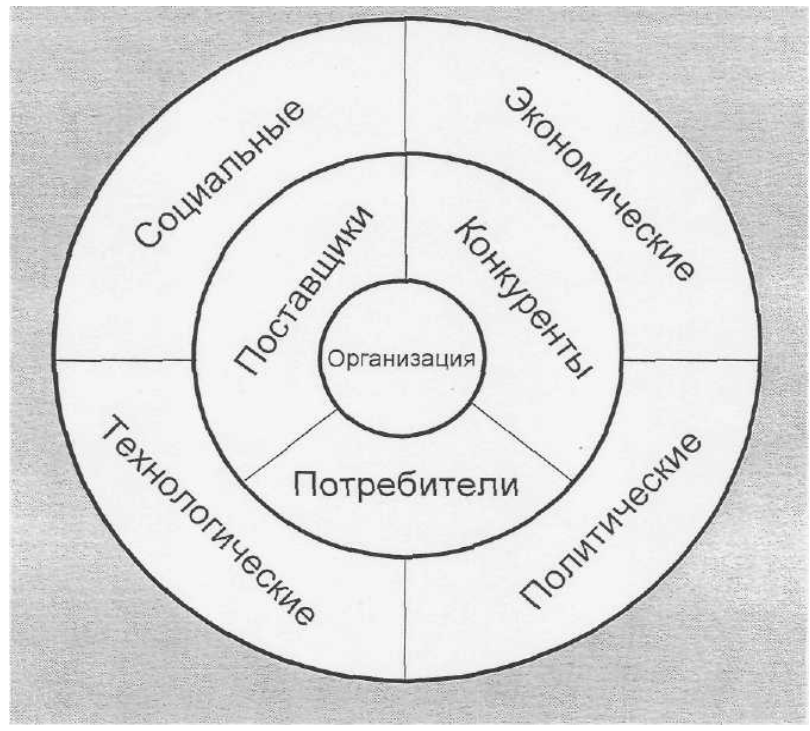 Социальные
Экономические
Поставщики
Конкуренты
Организация
Потребители
Технологические
Политические